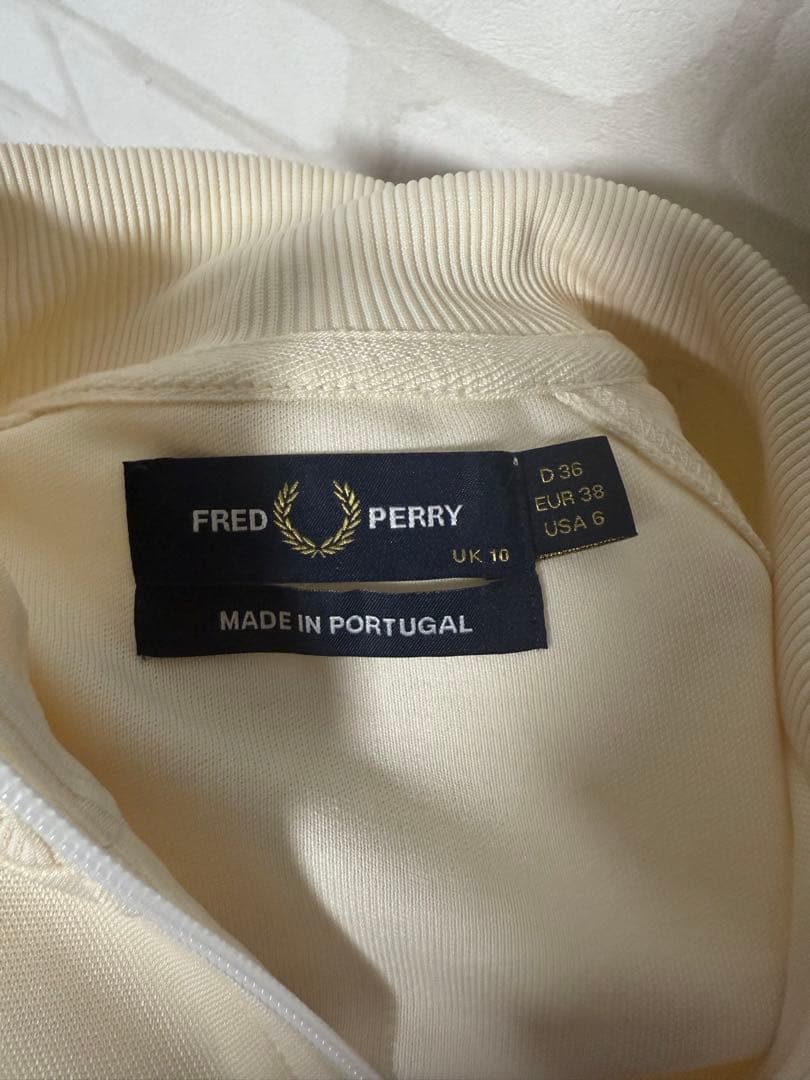 FRED PERRY
UK 10
D 36
EUR 38
USA 6
MADE IN PORTUGAL